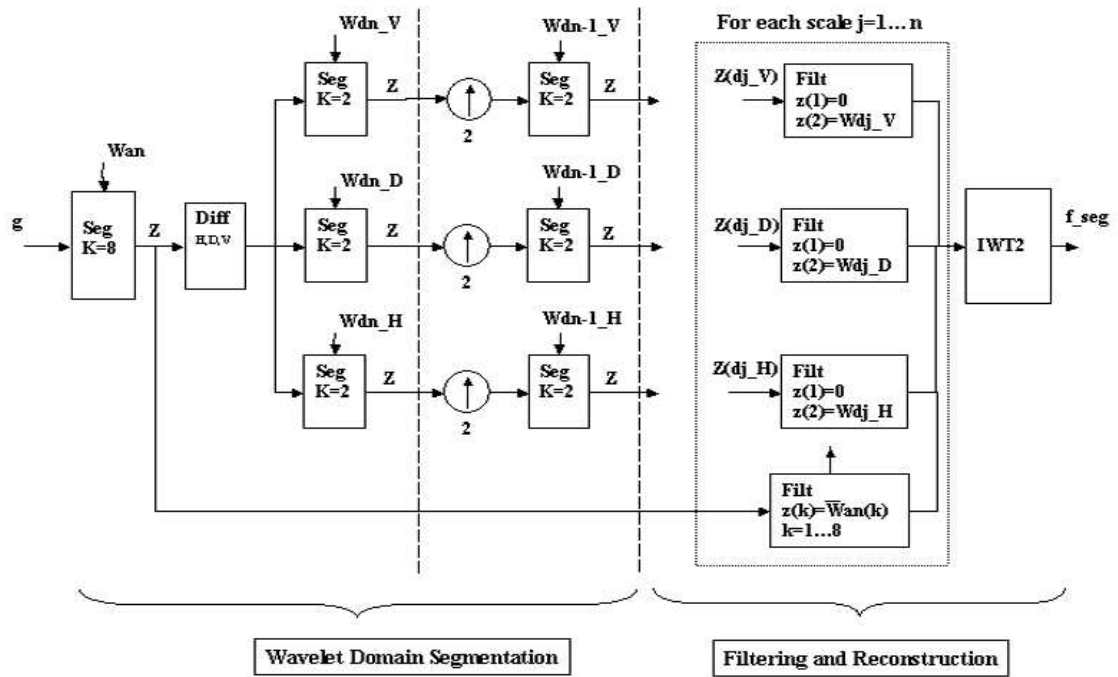 For each scale j=1...n
Wdn_V
Wdn-1_V
Seg
K=2
Z
2
Seg
K=2
Z
Z(dj_V)
Filt
z(1)=0
z(2)=Wdj_V
Wan
g
Seg
K=8
Z
Diff
H,D,V
Wdn_D
Wdn-1_D
Seg
K=2
Z
2
Seg
K=2
Z
Z(dj_D)
Filt
z(1)=0
z(2)=Wdj_D
IWT2
f_seg
Wdn_H
Wdn-1_H
Seg
K=2
Z
2
Seg
K=2
Z
Z(dj_H)
Filt
z(1)=0
z(2)=Wdj_H
Filt
z(k)=W̅an(k)
k=1...8
Wavelet Domain Segmentation
Filtering and Reconstruction